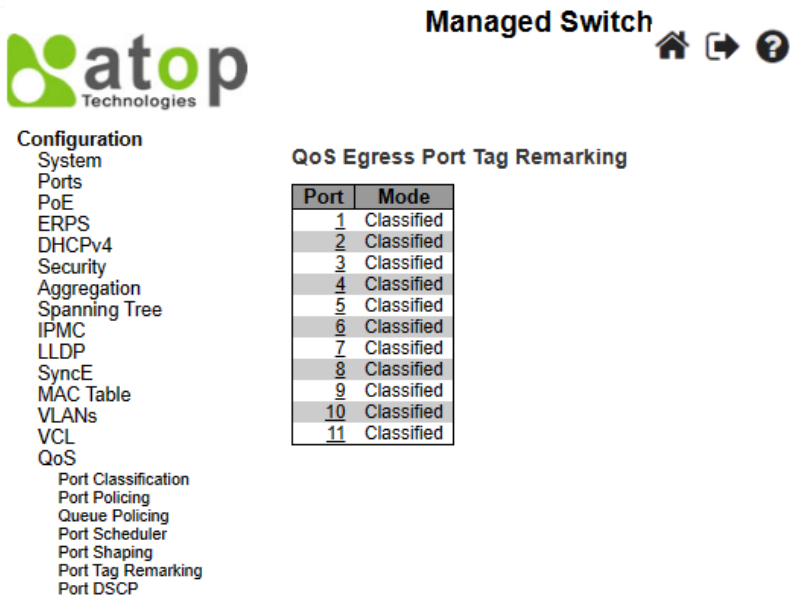 Managed Switch
atop
Technologies
Configuration
System
Ports
PoE
ERPS
DHCPv4
Security
Aggregation
Spanning Tree
IPMC
LLDP
SyncE
MAC Table
VLANs
VCL
QoS
Port Classification
Port Policing
Queue Policing
Port Scheduler
Port Shaping
Port Tag Remarking
Port DSCP
QoS Egress Port Tag Remarking
Port Mode
1 Classified
2 Classified
3 Classified
4 Classified
5 Classified
6 Classified
7 Classified
8 Classified
9 Classified
10 Classified
11 Classified